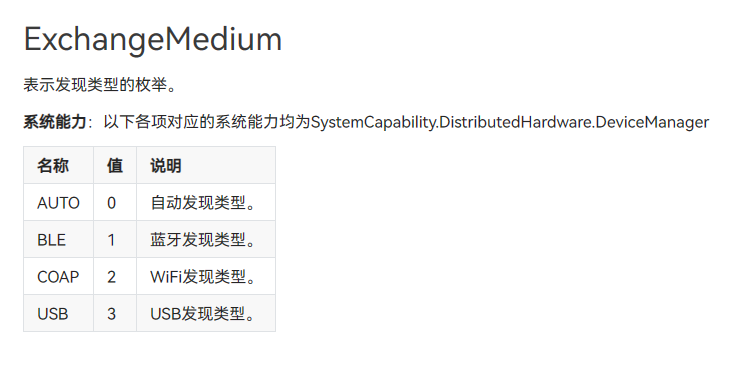 ExchangeMedium
表示发现类型的枚举。
系统能力：以下各项对应的系统能力均为SystemCapability.DistributedHardware.DeviceManager
名称 值 说明
AUTO 0 自动发现类型。
BLE 1 蓝牙发现类型。
COAP 2 WiFi发现类型。
USB 3 USB发现类型。